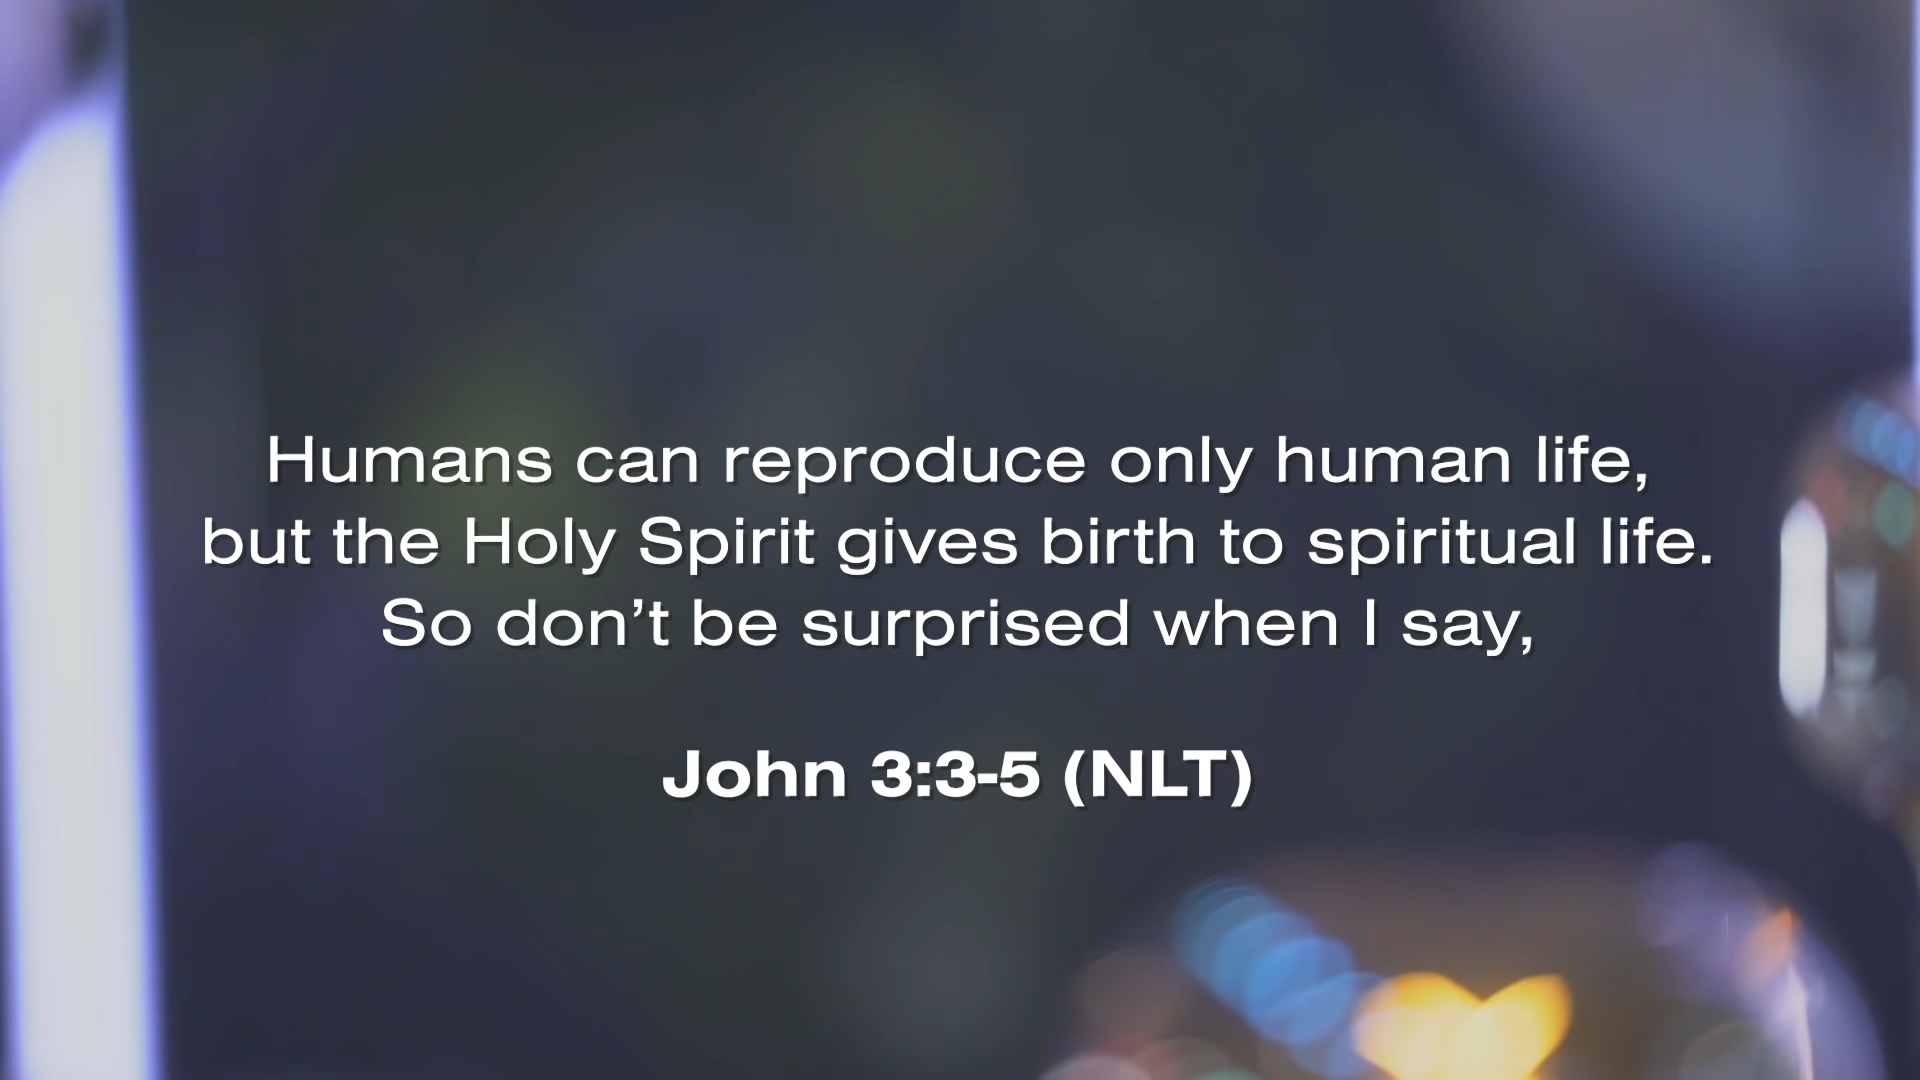 Humans can reproduce only human life,
but the Holy Spirit gives birth to spiritual life.
So don’t be surprised when I say,
John 3:3-5 (NLT)